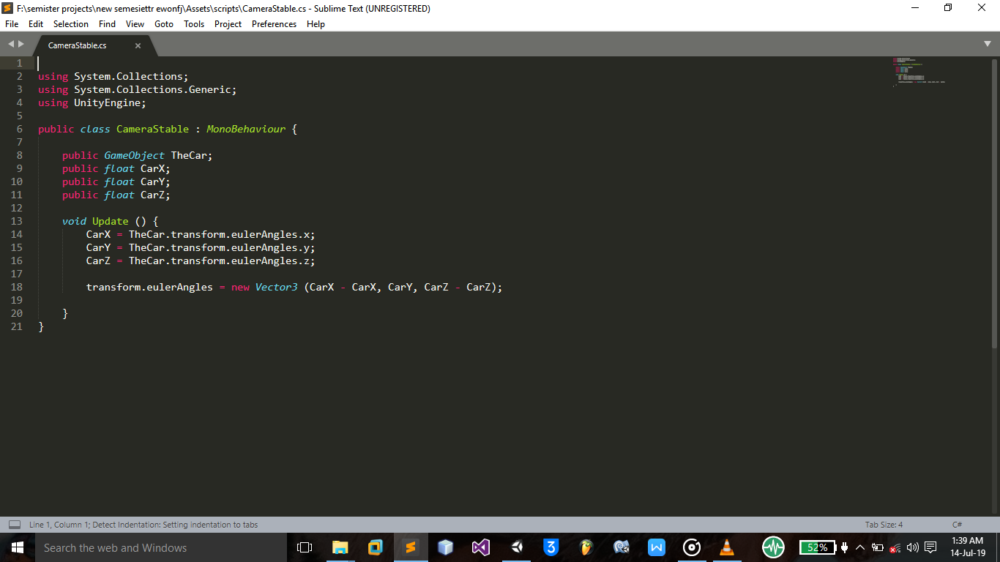 F:\semister projects\new semesiettr ewonfj\Assets\scripts\CameraStable.cs - Sublime Text (UNREGISTERED)
File Edit Selection Find View Goto Tools Project Preferences Help
CameraStable.cs
1
2 using System.Collections;
3 using System.Collections.Generic;
4 using UnityEngine;
5
6 public class CameraStable : MonoBehaviour {
7
8 public GameObject TheCar;
9 public float CarX;
10 public float CarY;
11 public float CarZ;
12
13 void Update () {
14 CarX = TheCar.transform.eulerAngles.x;
15 CarY = TheCar.transform.eulerAngles.y;
16 CarZ = TheCar.transform.eulerAngles.z;
17
18 transform.eulerAngles = new Vector3 (CarX - CarX, CarY, CarZ - CarZ);
19
20 }
21 }
Line 1, Column 1; Detect Indentation: Setting indentation to tabs Tab Size: 4 C#
Search the web and Windows 3 W 52% 1:39 AM
14-Jul-19